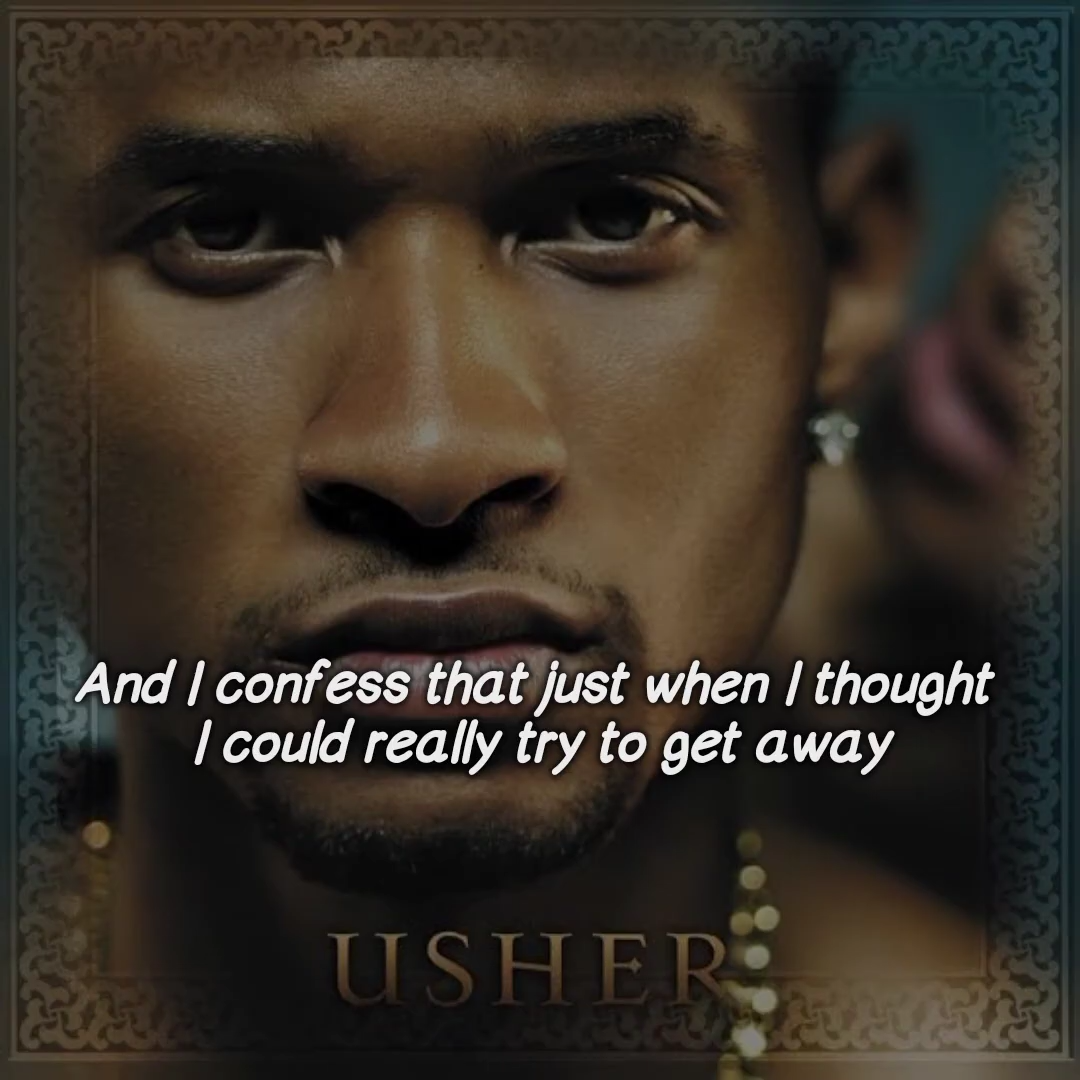 And I confess that just when I thought
I could really try to get away
USHER